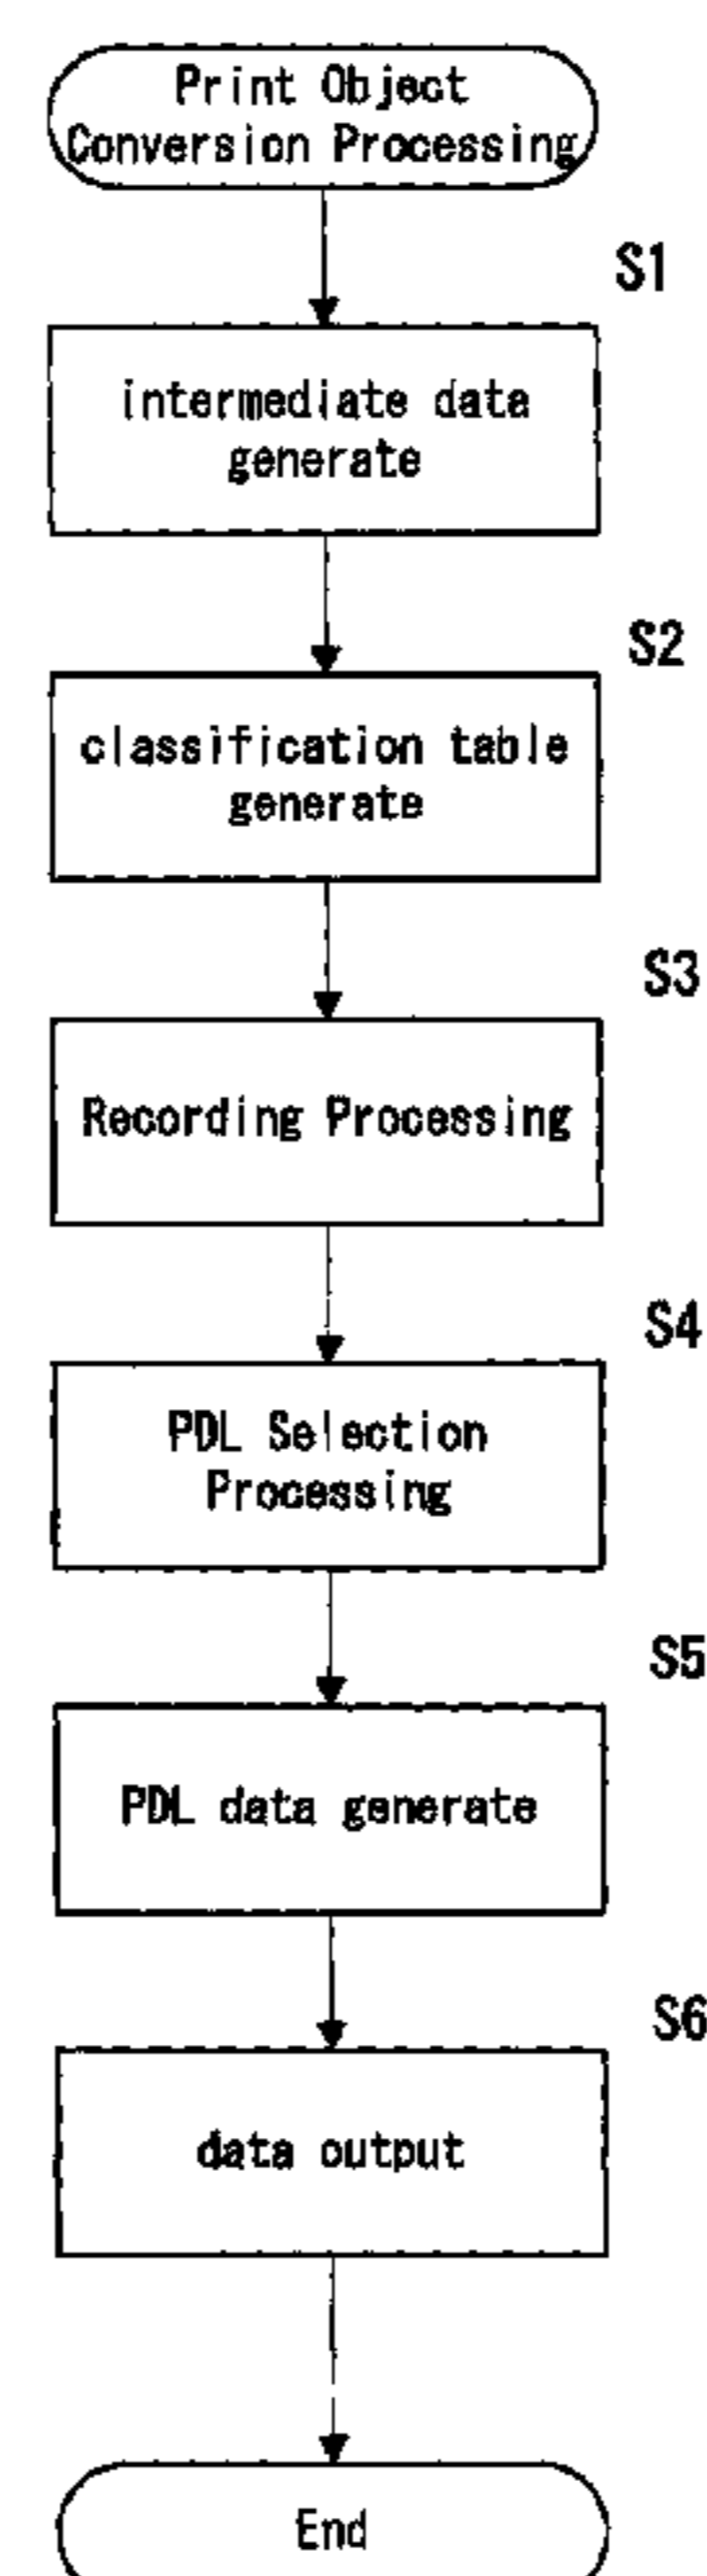 Print Object
Conversion Processing
S1
intermediate data
generate
S2
classification table
generate
S3
Recording Processing
S4
PDL Selection
Processing
S5
PDL data generate
S6
data output
End